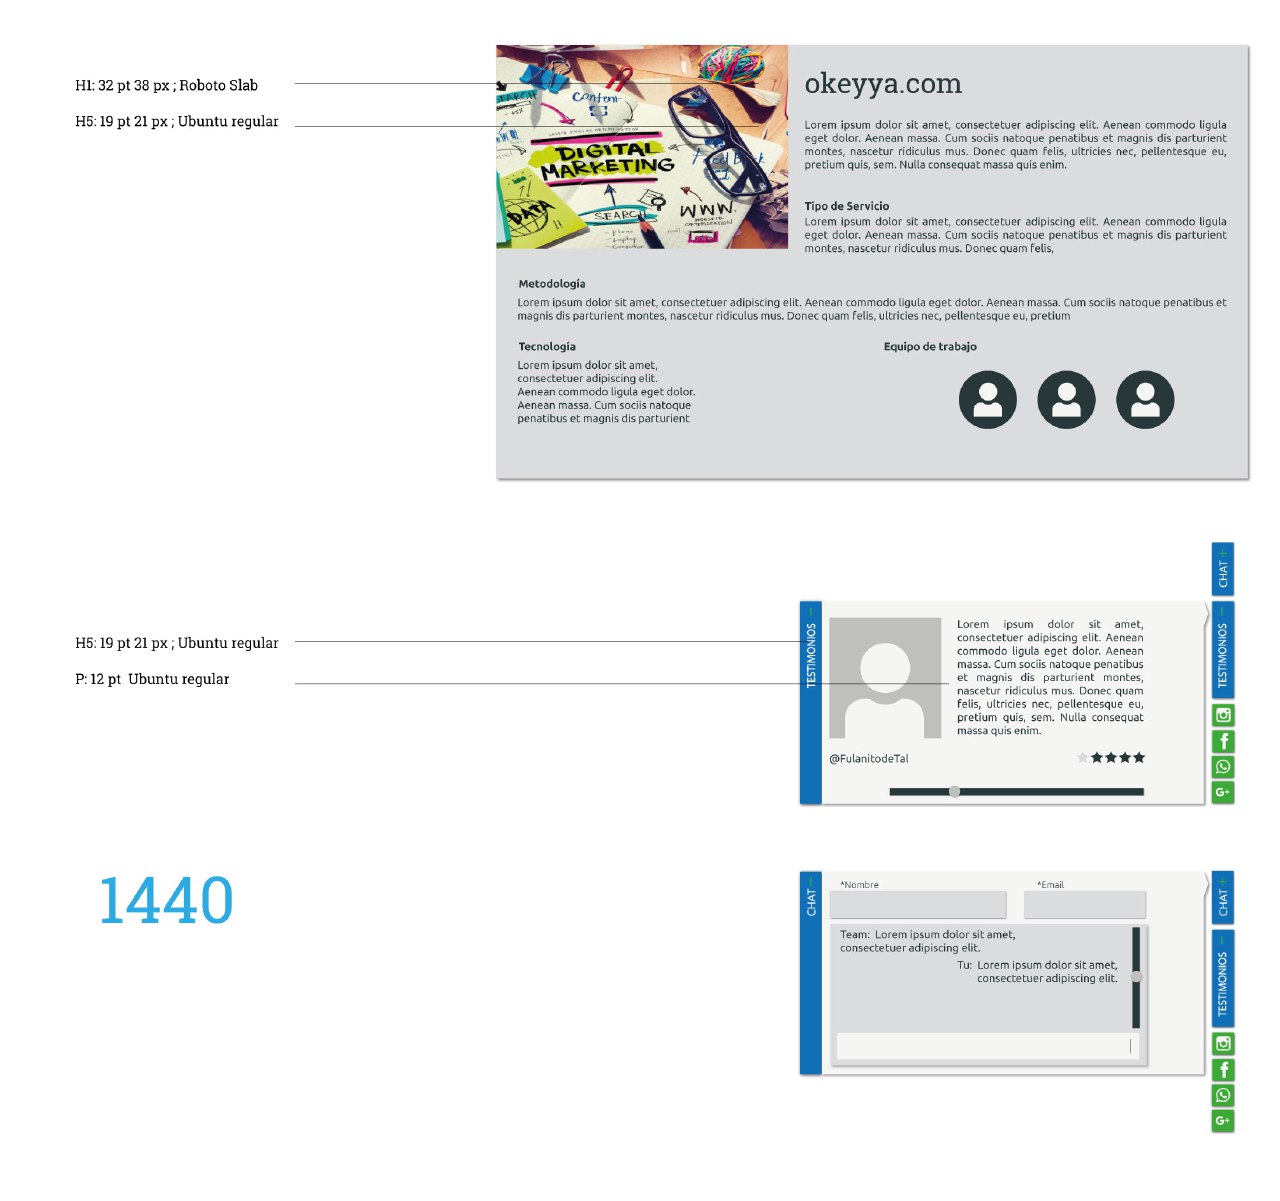 H1: 32 pt 38 px ; Roboto Slab
H5: 19 pt 21 px ; Ubuntu regular
SEARCH
Content
DIGITAL
MARKETING
Feed Back
DATA
SEARCH
WWW.
WEBSITE
OPTIMIZATION
- Phone
- Laptop
- Computer
okeyya.com
Lorem ipsum dolor sit amet, consectetuer adipiscing elit. Aenean commodo ligula
eget dolor. Aenean massa. Cum sociis natoque penatibus et magnis dis parturient
montes, nascetur ridiculus mus. Donec quam felis, ultricies nec, pellentesque eu,
pretium quis, sem. Nulla consequat massa quis enim.
Tipo de Servicio
Lorem ipsum dolor sit amet, consectetuer adipiscing elit. Aenean commodo ligula
eget dolor. Aenean massa. Cum sociis natoque penatibus et magnis dis parturient
montes, nascetur ridiculus mus. Donec quam felis,
Metodología
Lorem ipsum dolor sit amet, consectetuer adipiscing elit. Aenean commodo ligula eget dolor. Aenean massa. Cum sociis natoque penatibus et
magnis dis parturient montes, nascetur ridiculus mus. Donec quam felis, ultricies nec, pellentesque eu, pretium
Tecnología
Lorem ipsum dolor sit amet,
consectetuer adipiscing elit.
Aenean commodo ligula eget dolor.
Aenean massa. Cum sociis natoque
penatibus et magnis dis parturient
Equipo de trabajo
H5: 19 pt 21 px ; Ubuntu regular
P: 12 pt Ubuntu regular
TESTIMONIOS −
Lorem ipsum dolor sit amet,
consectetuer adipiscing elit. Aenean
commodo ligula eget dolor. Aenean
massa. Cum sociis natoque penatibus
et magnis dis parturient montes,
nascetur ridiculus mus. Donec quam
felis, ultricies nec, pellentesque eu,
pretium quis, sem. Nulla consequat
massa quis enim.
@FulanitodeTal
CHAT +
TESTIMONIOS −
G+
1440
CHAT −
*Nombre
*Email
Team: Lorem ipsum dolor sit amet,
consectetuer adipiscing elit.
Tu: Lorem ipsum dolor sit amet,
consectetuer adipiscing elit.
CHAT +
TESTIMONIOS −
G+